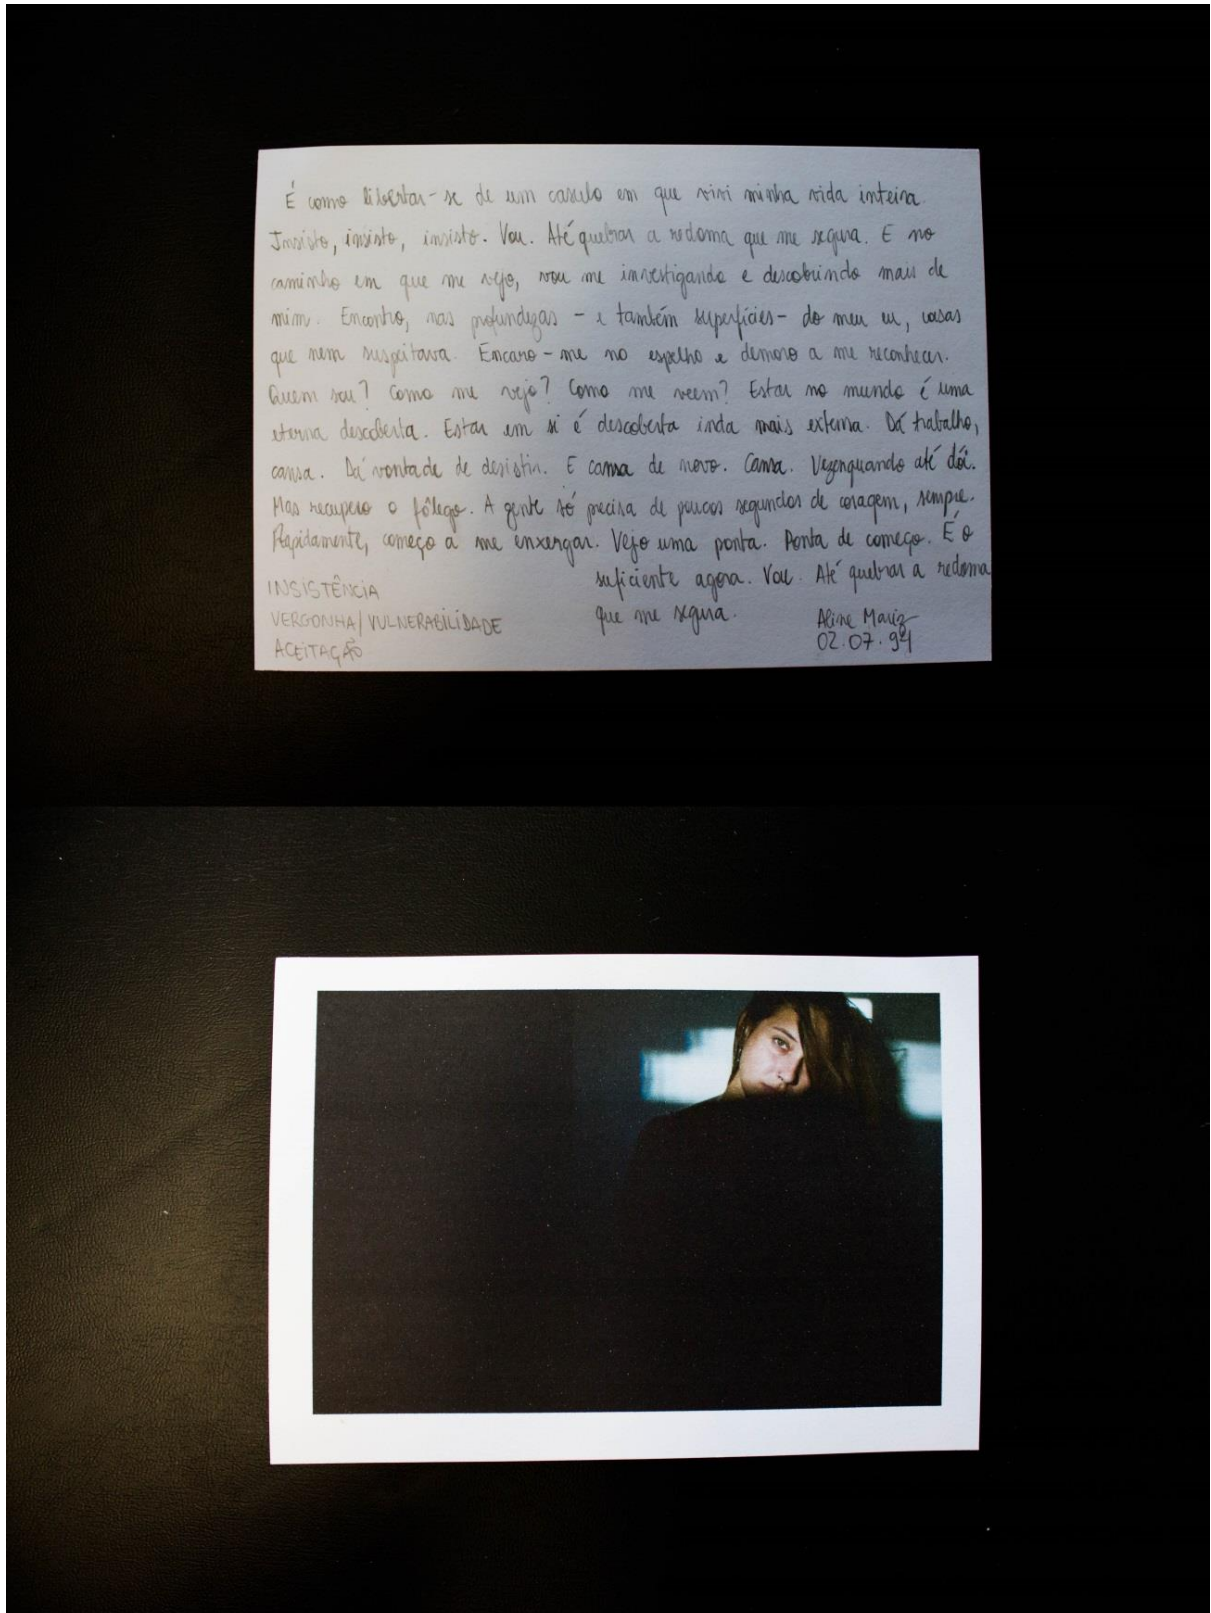 É como libertar-se de um casulo em que vivi minha vida inteira.
Insisto, insisto, insisto. Vou. Até quebrar a redoma que me segura. E no
caminho em que me vejo, vou me investigando e descobrindo mais de
mim. Encontro, nas profundezas - e também superfícies - do meu eu, coisas
que nem suspeitava. Encaro-me no espelho e demoro a me reconhecer.
Quem sou? Como me vejo? Como me veem? Estar no mundo é uma
eterna descoberta. Estar em si é descoberta inda mais externa. Dá trabalho,
cansa. Dá vontade de desistir. E cansa de novo. Cansa. Vezenquando até dói.
Mas recupero o fôlego. A gente só precisa de poucos segundos de coragem, sempre.
Rapidamente, começo a me enxergar. Vejo uma ponta. Ponta de começo. É o
suficiente agora. Vou. Até quebrar a redoma
que me segura.
INSISTÊNCIA
VERGONHA/VULNERABILIDADE
ACEITAÇÃO
Aline Mariz
02.07.94